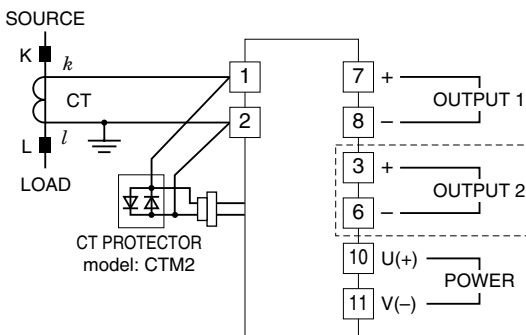 SOURCE
K
k
CT
L
l
LOAD
1
2
CT PROTECTOR
model: CTM2
7 +
OUTPUT 1
8 –
3 +
OUTPUT 2
6 –
10 U(+)
POWER
11 V(–)